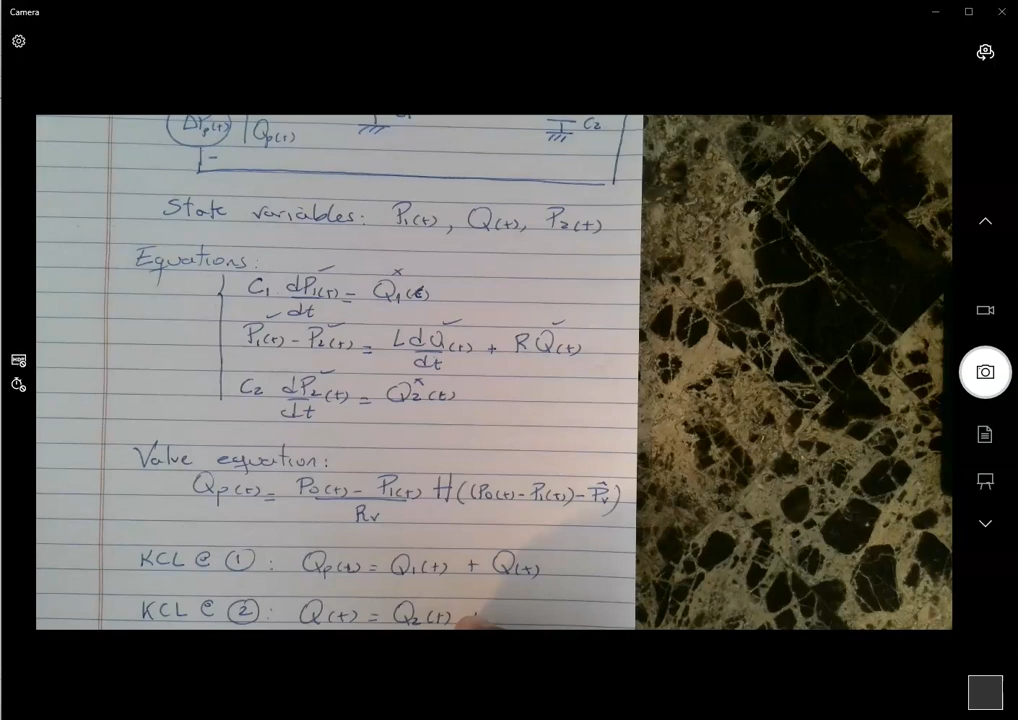 Camera
ΔPp(t)
Qp(t)
C2
State variables: P1(t), Q(t), P2(t)
Equations:
C1 dP1(t)/dt = Q1(t)
P1(t) - P2(t) = L dQ(t)/dt + RQ(t)
C2 dP2(t)/dt = Q2(t)
Valve equation:
Qp(t) = P0(t) - P1(t)/Rv H((P0(t) - P1(t)) - P̂v)
KCL @ ①: Qp(t) = Q1(t) + Q(t)
KCL @ ②: Q(t) = Q2(t)